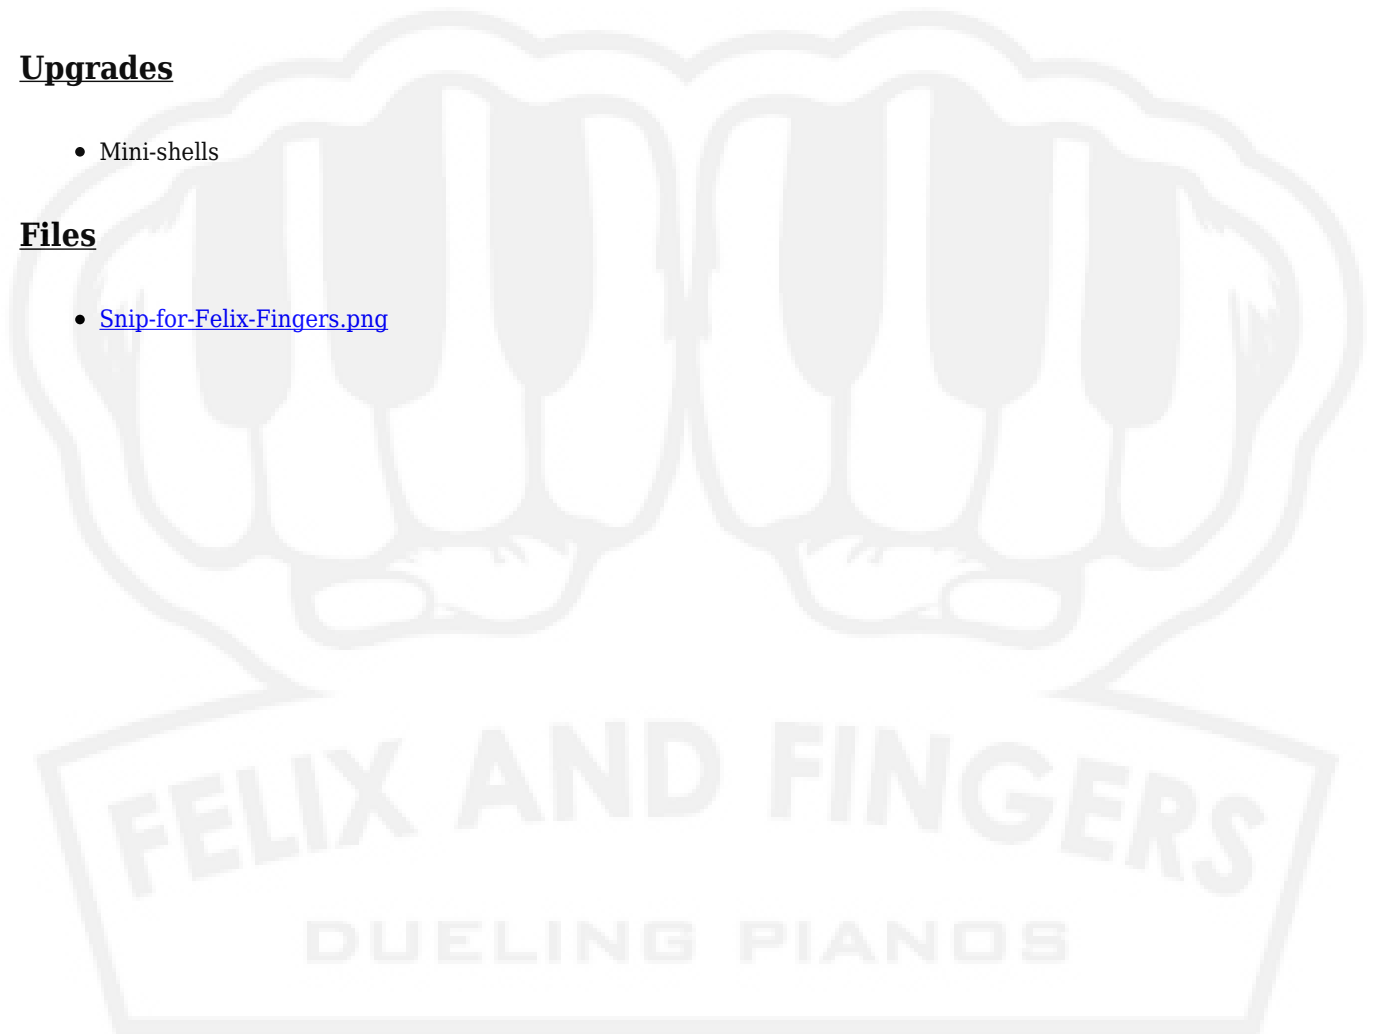 Upgrades
Mini-shells
Files
Snip-for-Felix-Fingers.png
FELIX AND FINGERS
DUELING PIANOS